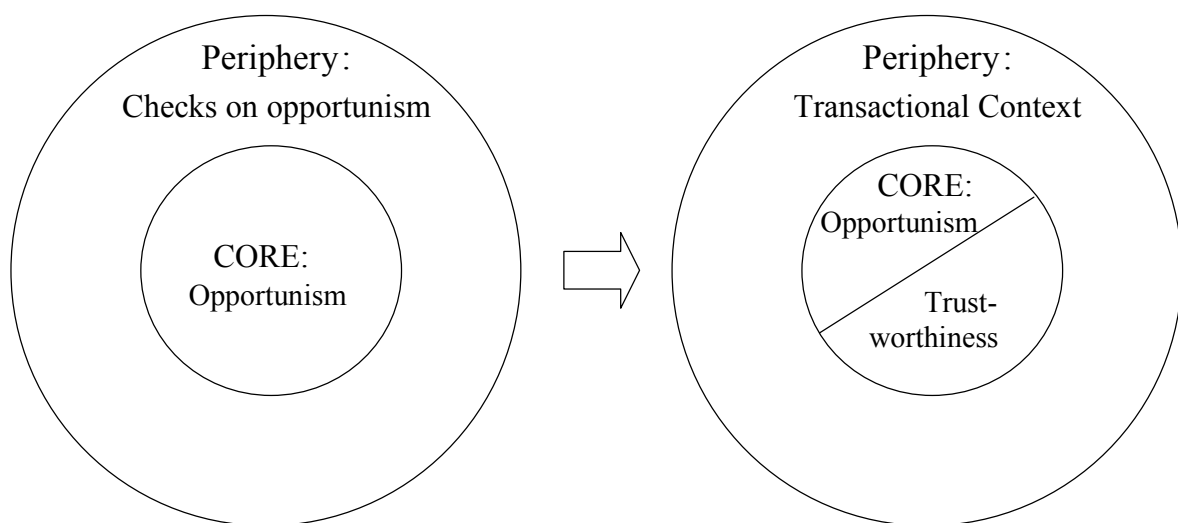 Periphery:
Checks on opportunism
CORE:
Opportunism
Periphery:
Transactional Context
CORE:
Opportunism
Trust-
worthiness